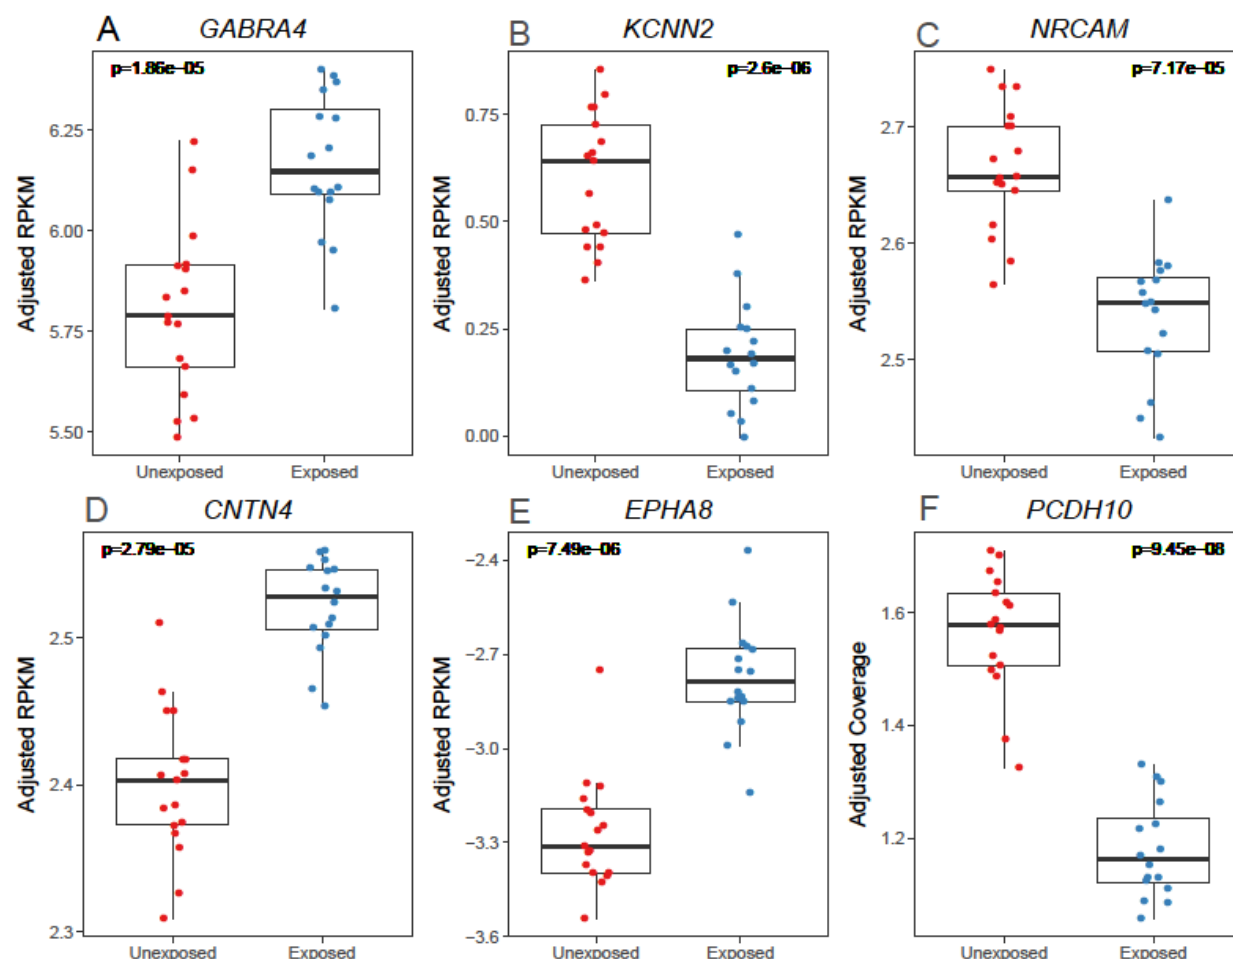 A GABRA4
p=1.86e−05
Adjusted RPKM
6.25
6.00
5.75
5.50
Unexposed Exposed
B KCNN2
p=2.6e−06
Adjusted RPKM
0.75
0.50
0.25
0.00
Unexposed Exposed
C NRCAM
p=7.17e−05
Adjusted RPKM
2.7
2.6
2.5
Unexposed Exposed
D CNTN4
p=2.79e−05
Adjusted RPKM
2.5
2.4
2.3
Unexposed Exposed
E EPHA8
p=7.49e−06
Adjusted RPKM
−2.4
−2.7
−3.0
−3.3
−3.6
Unexposed Exposed
F PCDH10
p=9.45e−08
Adjusted Coverage
1.6
1.4
1.2
Unexposed Exposed